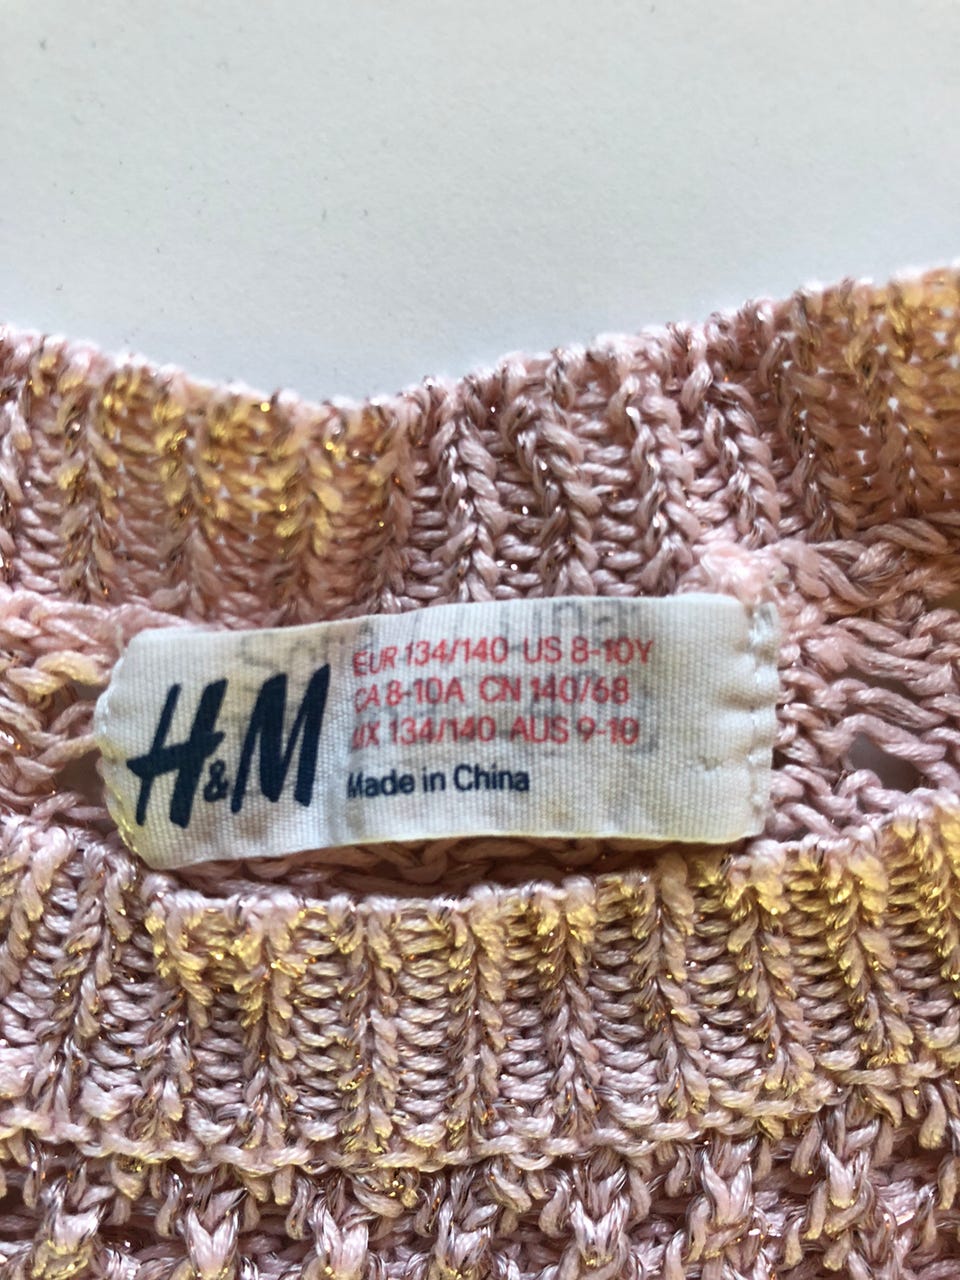 H&M
EUR 134/140 US 8-10Y
CA 8-10A CN 140/68
MX 134/140 AUS 9-10
Made in China